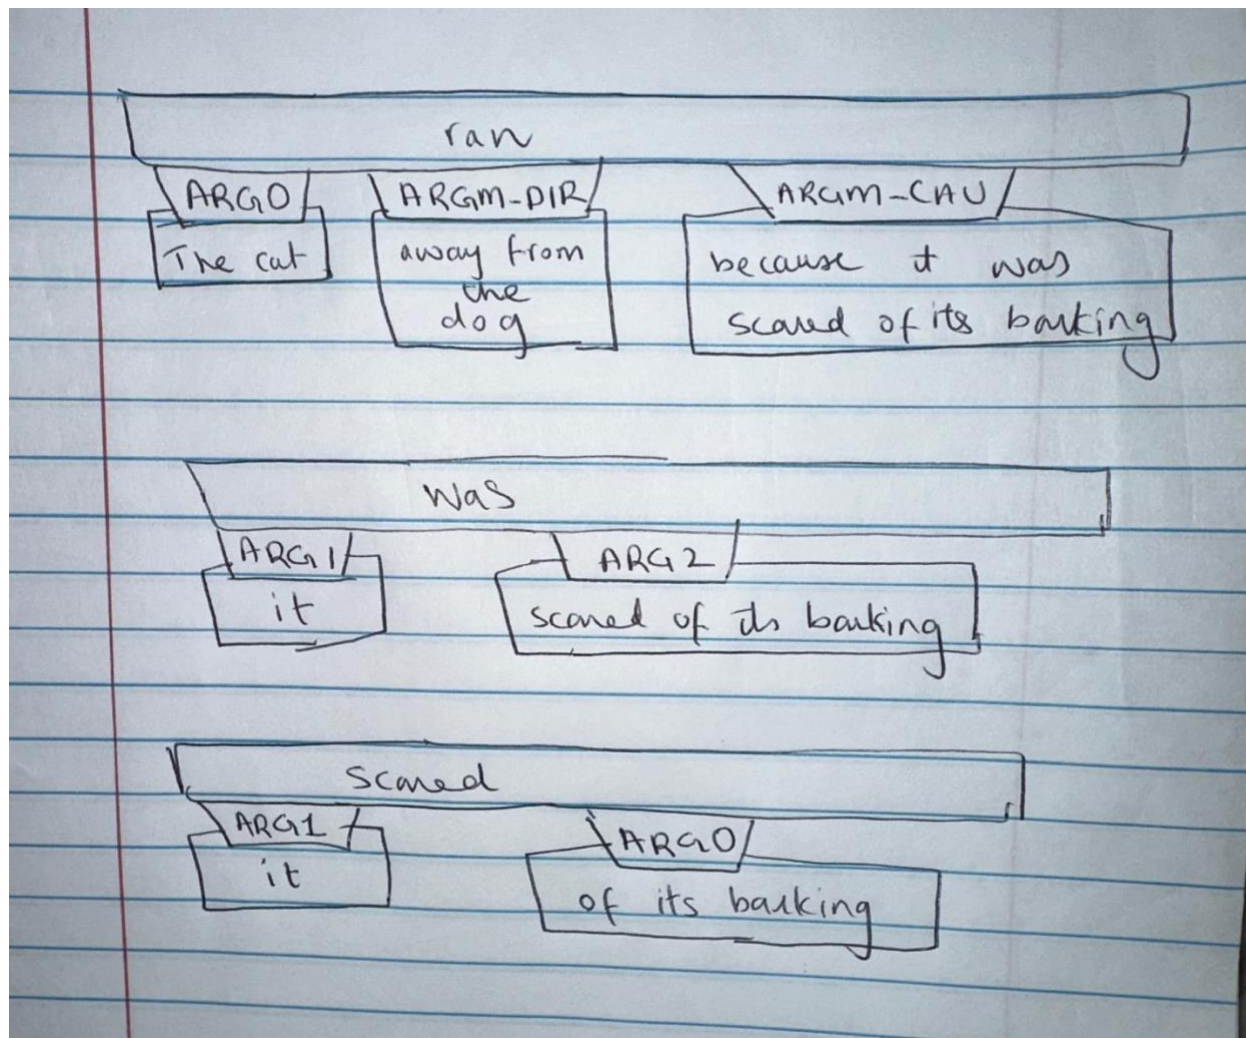 ran
ARG0 ARGM-DIR ARGM-CAU
The cat away from the dog because it was
scared of its barking
was
ARG1 ARG2
it scared of its barking
scared
ARG1 ARG0
it of its barking